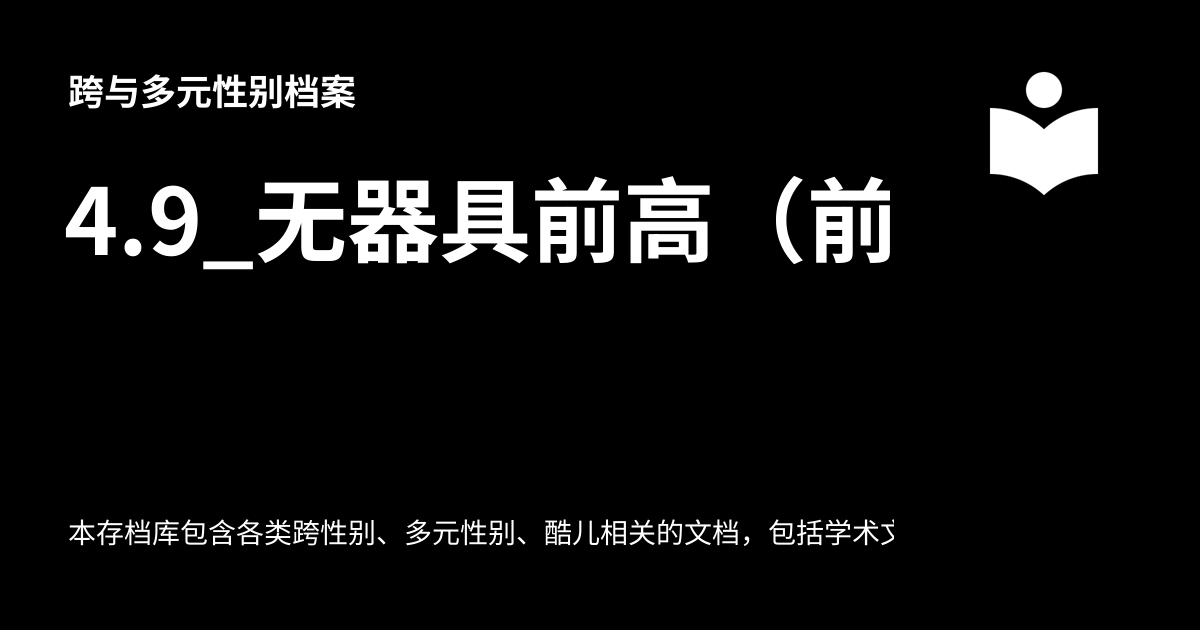 跨与多元性别档案
4.9_无器具前高（前
本存档库包含各类跨性别、多元性别、酷儿相关的文档，包括学术